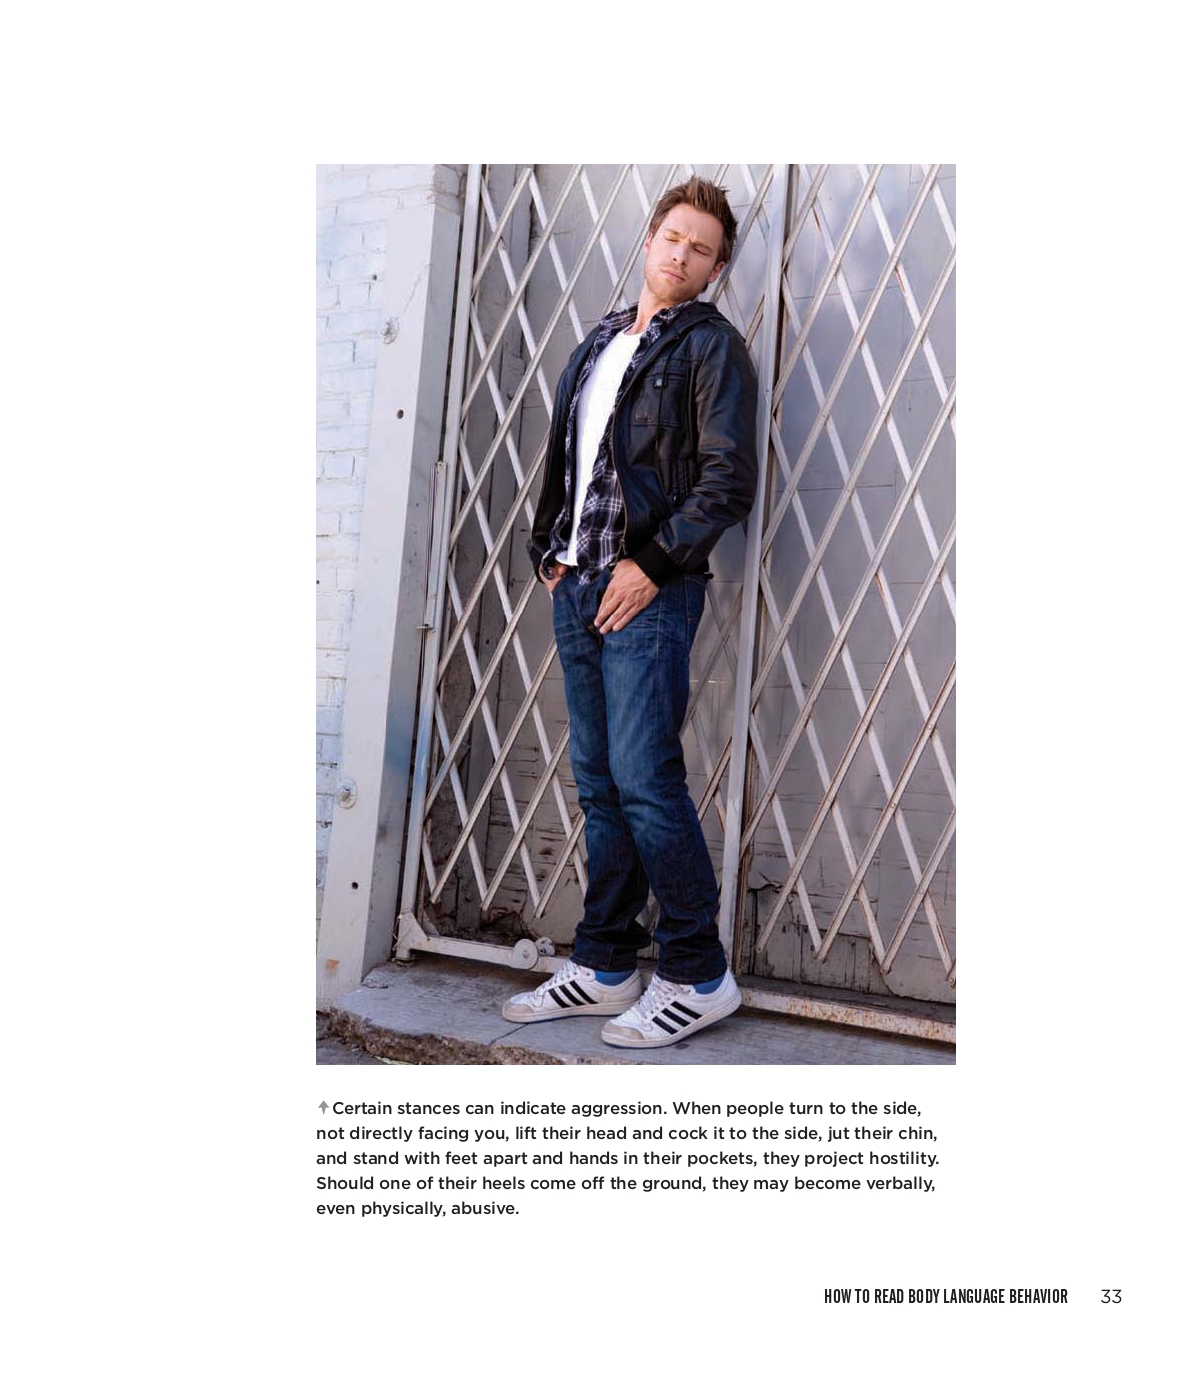 Certain stances can indicate aggression. When people turn to the side,
not directly facing you, lift their head and cock it to the side, jut their chin,
and stand with feet apart and hands in their pockets, they project hostility.
Should one of their heels come off the ground, they may become verbally,
even physically, abusive.
HOW TO READ BODY LANGUAGE BEHAVIOR 33